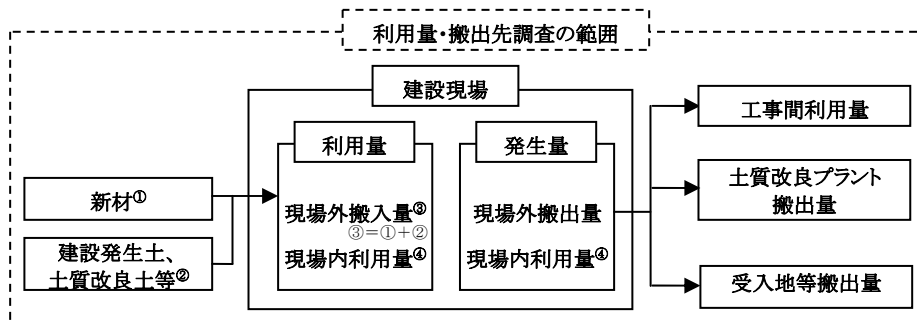 利用量・搬出先調査の範囲
建設現場
利用量
現場外搬入量③
③＝①＋②
現場内利用量④
発生量
現場外搬出量
現場内利用量④
新材①
建設発生土、
土質改良土等②
工事間利用量
土質改良プラント
搬出量
受入地等搬出量